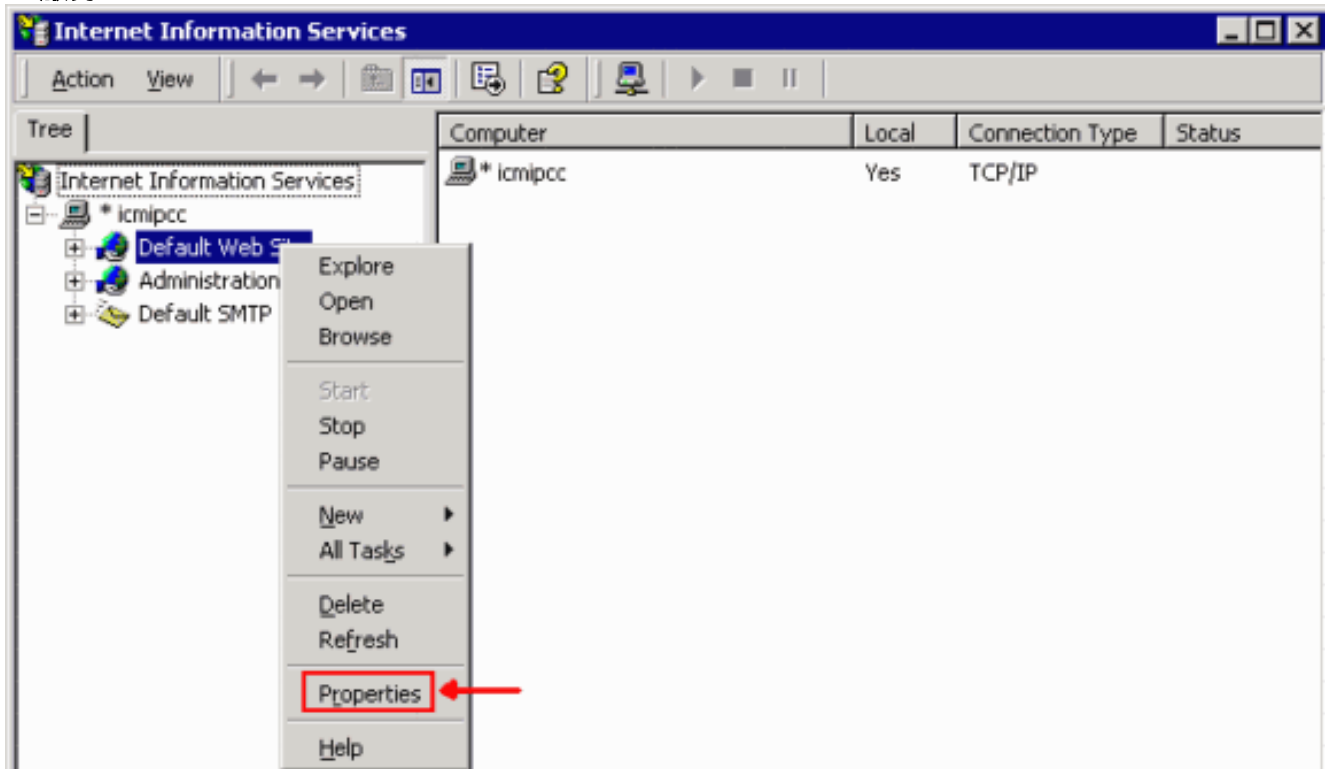 Internet Information Services
Action View
Tree
Computer Local Connection Type Status
Internet Information Services
* icmipcc Yes TCP/IP
* icmipcc
Default Web
Administration
Default SMTP
Explore
Open
Browse
Start
Stop
Pause
New
All Tasks
Delete
Refresh
Properties
Help